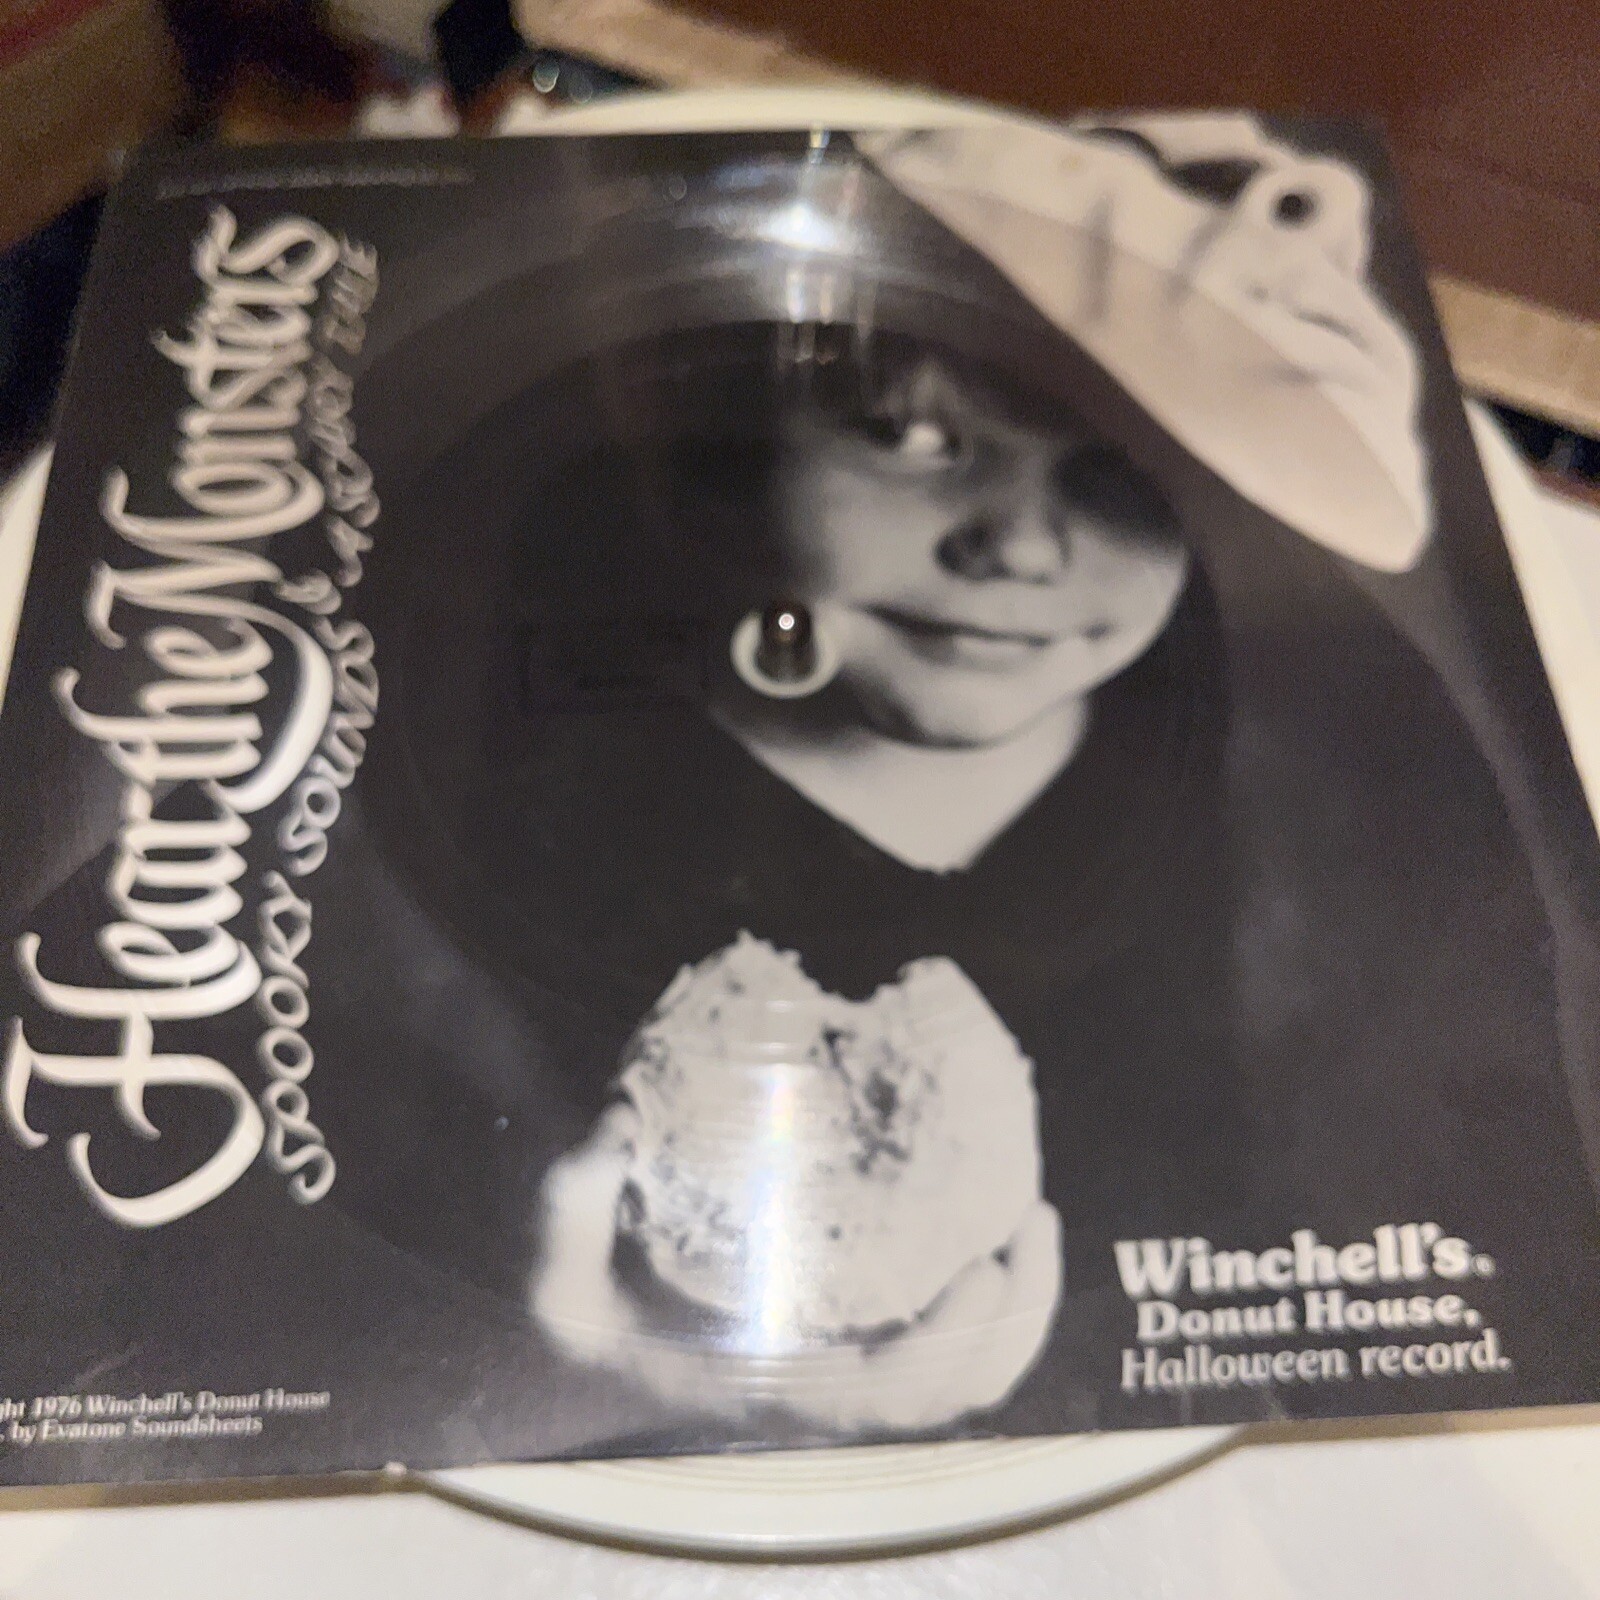 Hear the Monsters
SPOOKY SOUNDS & A SCARY TALE
Winchell's®
Donut House,
Halloween record.
1976 Winchell's Donut House
by Evatone Soundsheets